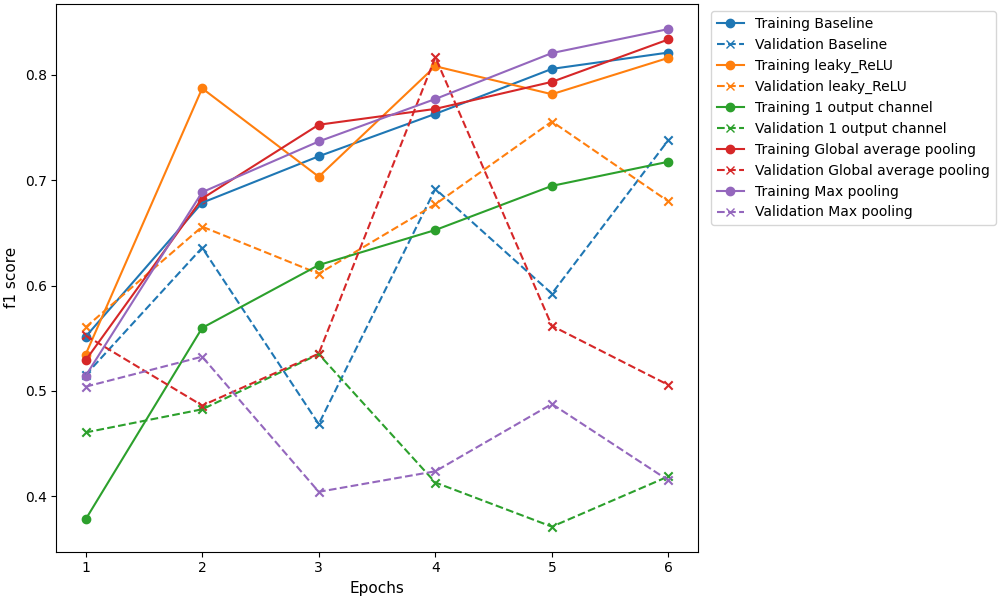 f1 score
0.8
0.7
0.6
0.5
0.4
1 2 3 4 5 6
Epochs
Training Baseline
Validation Baseline
Training leaky_ReLU
Validation leaky_ReLU
Training 1 output channel
Validation 1 output channel
Training Global average pooling
Validation Global average pooling
Training Max pooling
Validation Max pooling